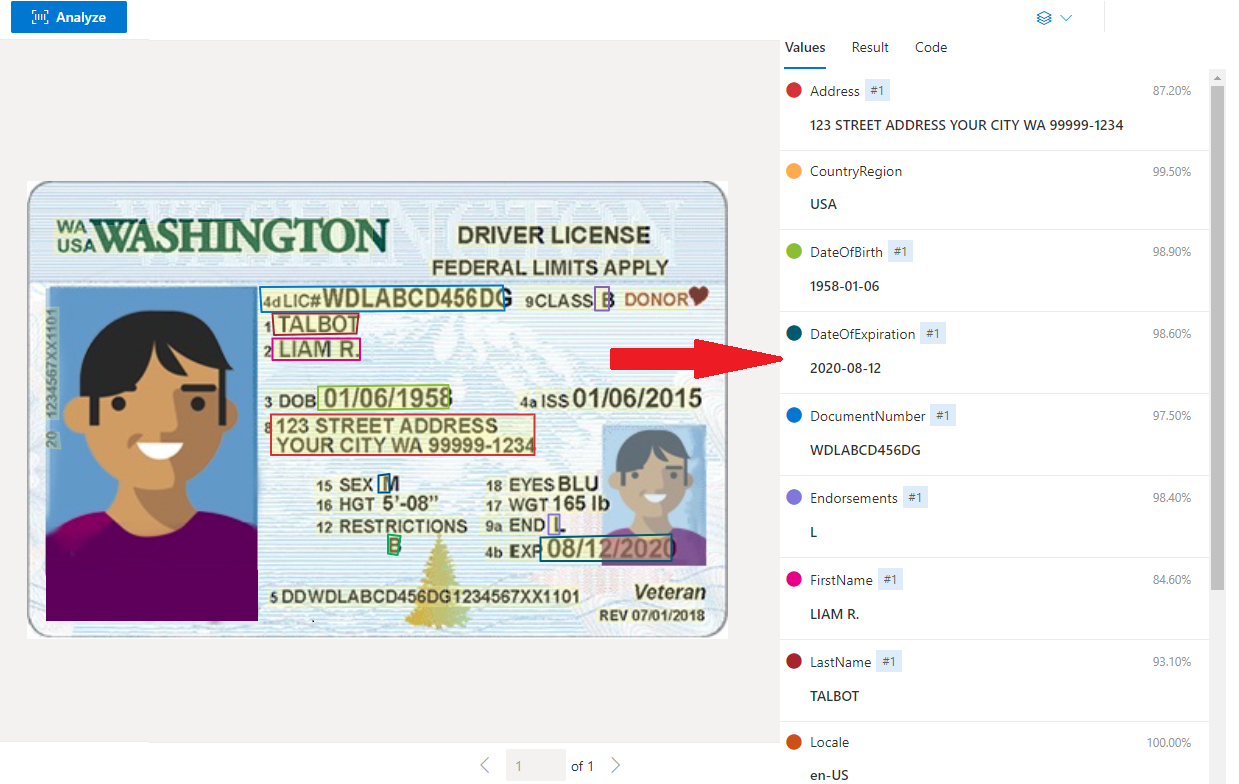 Analyze
Values Result Code
WA
USA WASHINGTON
DRIVER LICENSE
FEDERAL LIMITS APPLY
4d LIC# WDLABCD456DG 9 CLASS B DONOR
1 TALBOT
2 LIAM R.
3 DOB 01/06/1958 4a ISS 01/06/2015
8 123 STREET ADDRESS
YOUR CITY WA 99999-1234
15 SEX M 18 EYES BLU
16 HGT 5'-08" 17 WGT 165 lb
12 RESTRICTIONS 9a END L
B
4b EXP 08/12/2020
5 DD WDLABCD456DG1234567XX1101
Veteran
REV 07/01/2018
20 1234567XX1101
1 of 1
Address #1 87.20%
123 STREET ADDRESS YOUR CITY WA 99999-1234
CountryRegion 99.50%
USA
DateOfBirth #1 98.90%
1958-01-06
DateOfExpiration #1 98.60%
2020-08-12
DocumentNumber #1 97.50%
WDLABCD456DG
Endorsements #1 98.40%
L
FirstName #1 84.60%
LIAM R.
LastName #1 93.10%
TALBOT
Locale 100.00%
en-US